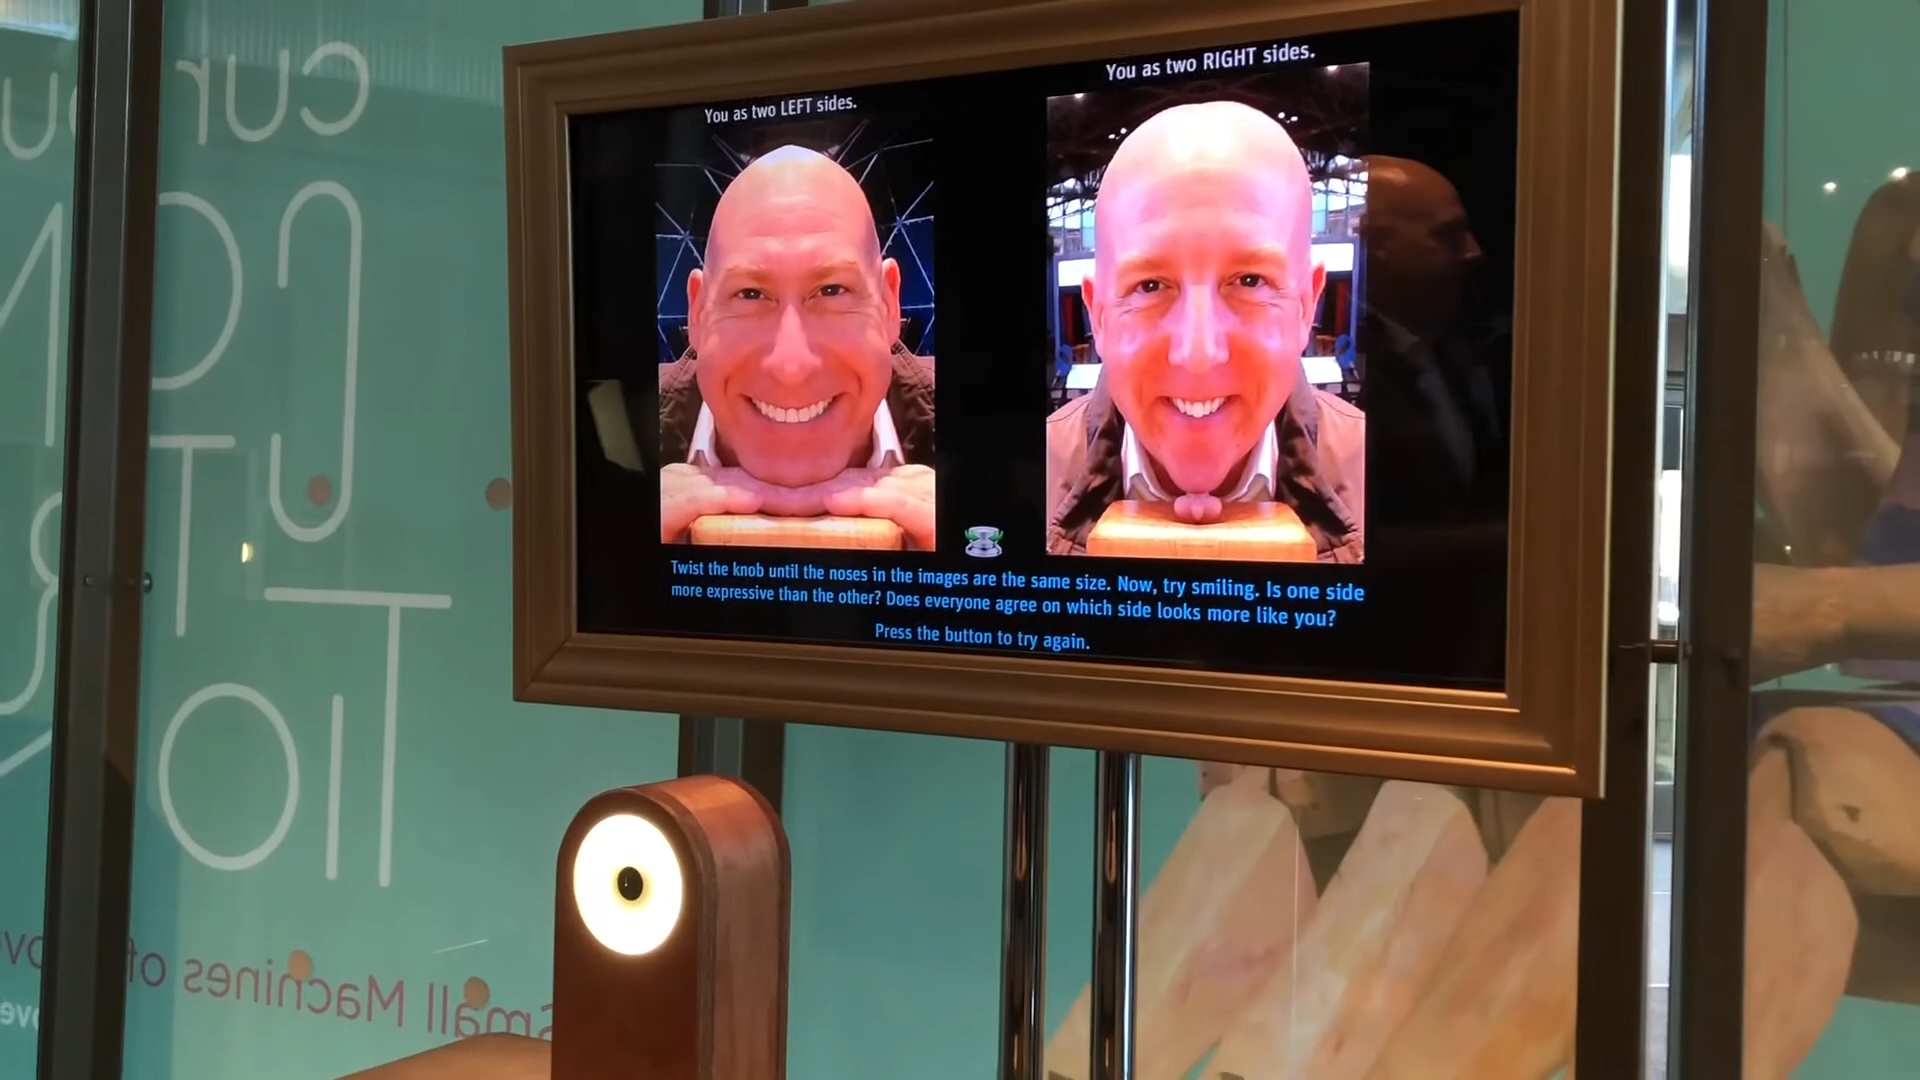 You as two LEFT sides.
You as two RIGHT sides.
Twist the knob until the noses in the images are the same size. Now, try smiling. Is one side
more expressive than the other? Does everyone agree on which side looks more like you?
Press the button to try again.
cur
Small Machines of